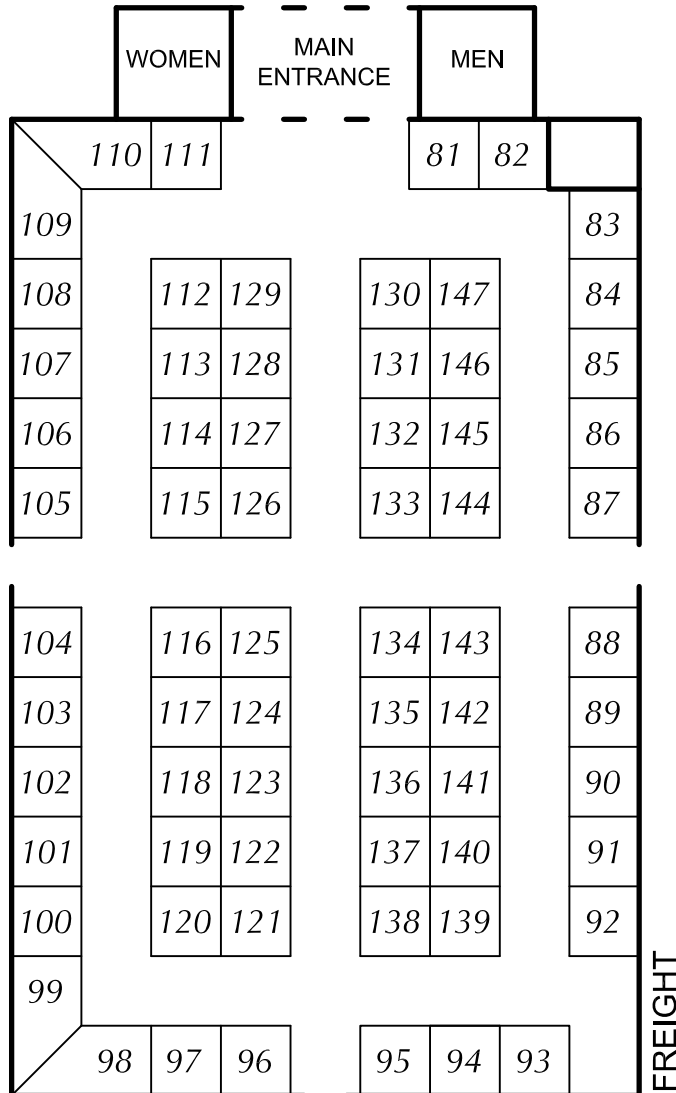 WOMEN
MAIN
ENTRANCE
MEN
110 111 81 82
109 83
108 112 129 130 147 84
107 113 128 131 146 85
106 114 127 132 145 86
105 115 126 133 144 87
104 116 125 134 143 88
103 117 124 135 142 89
102 118 123 136 141 90
101 119 122 137 140 91
100 120 121 138 139 92
99
98 97 96 95 94 93
FREIGHT